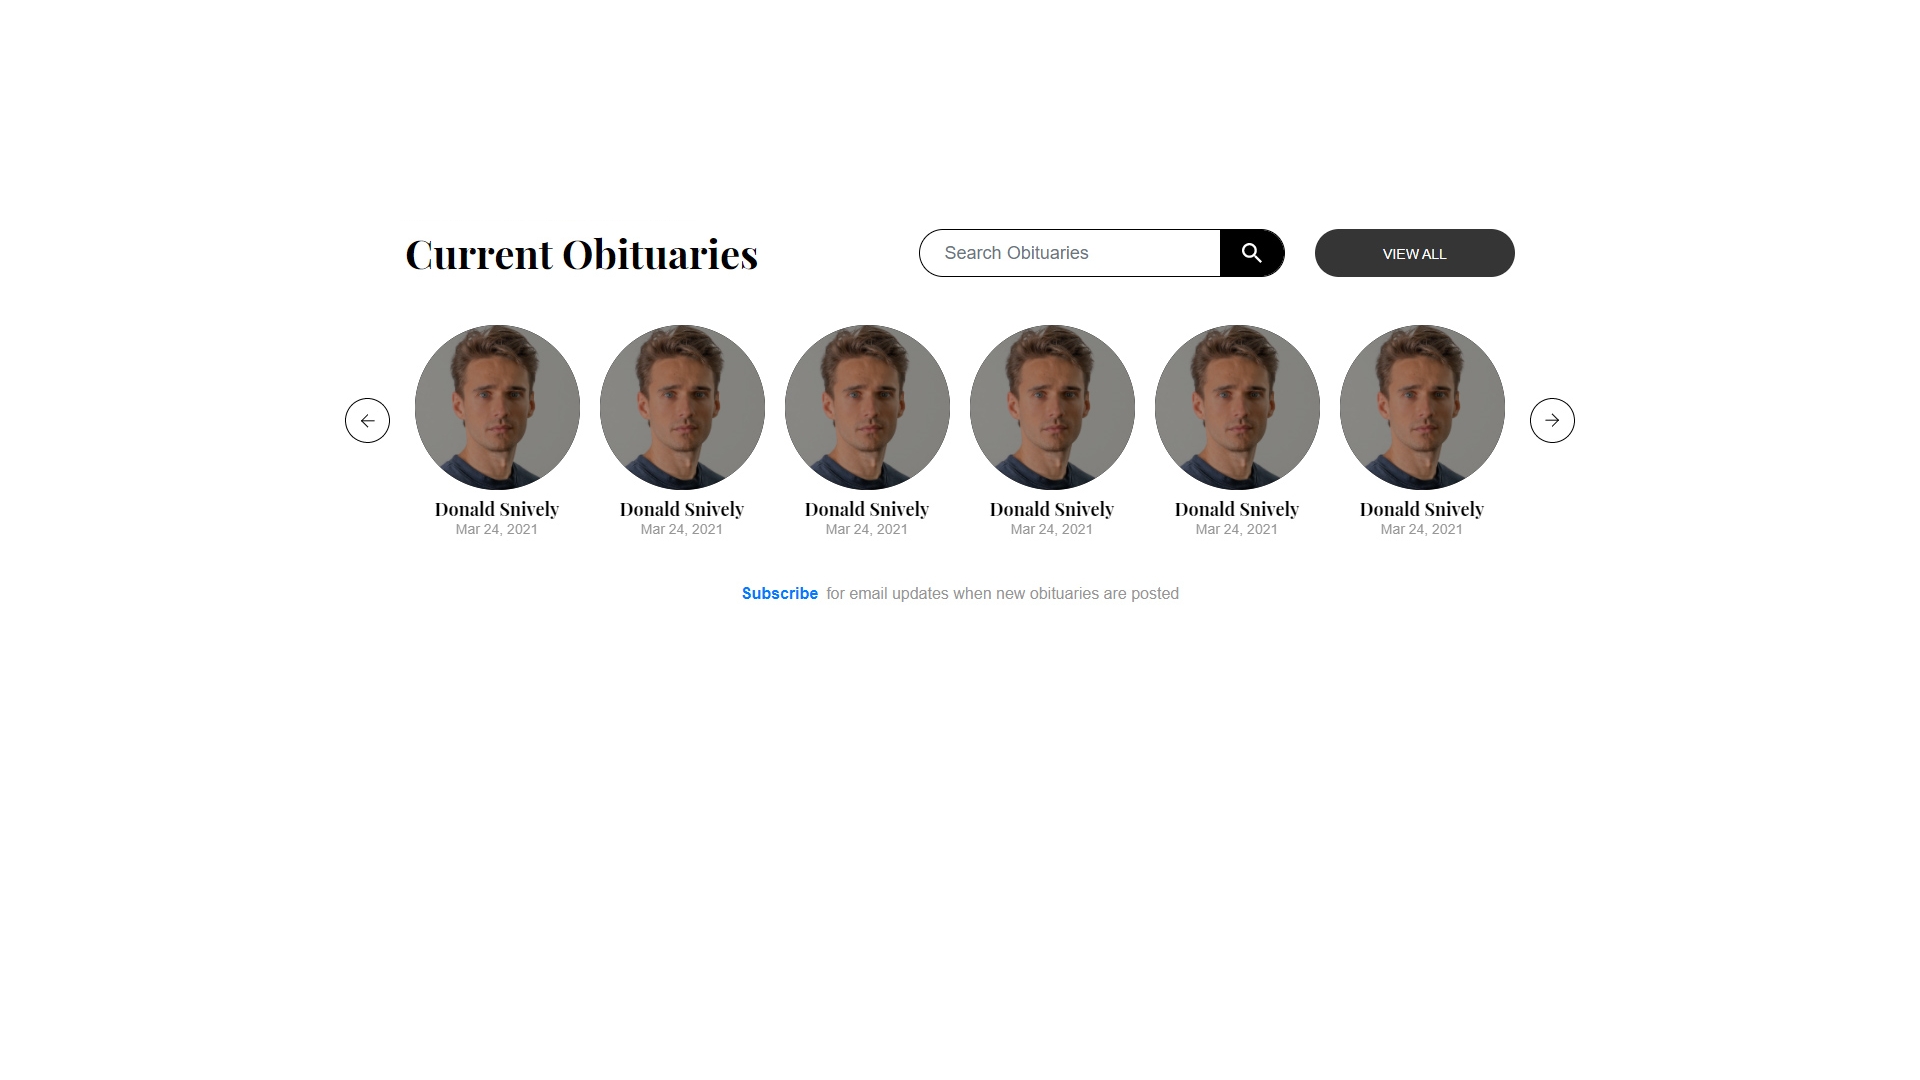 Current Obituaries
Search Obituaries
VIEW ALL
Donald Snively
Mar 24, 2021
Donald Snively
Mar 24, 2021
Donald Snively
Mar 24, 2021
Donald Snively
Mar 24, 2021
Donald Snively
Mar 24, 2021
Donald Snively
Mar 24, 2021
Subscribe for email updates when new obituaries are posted